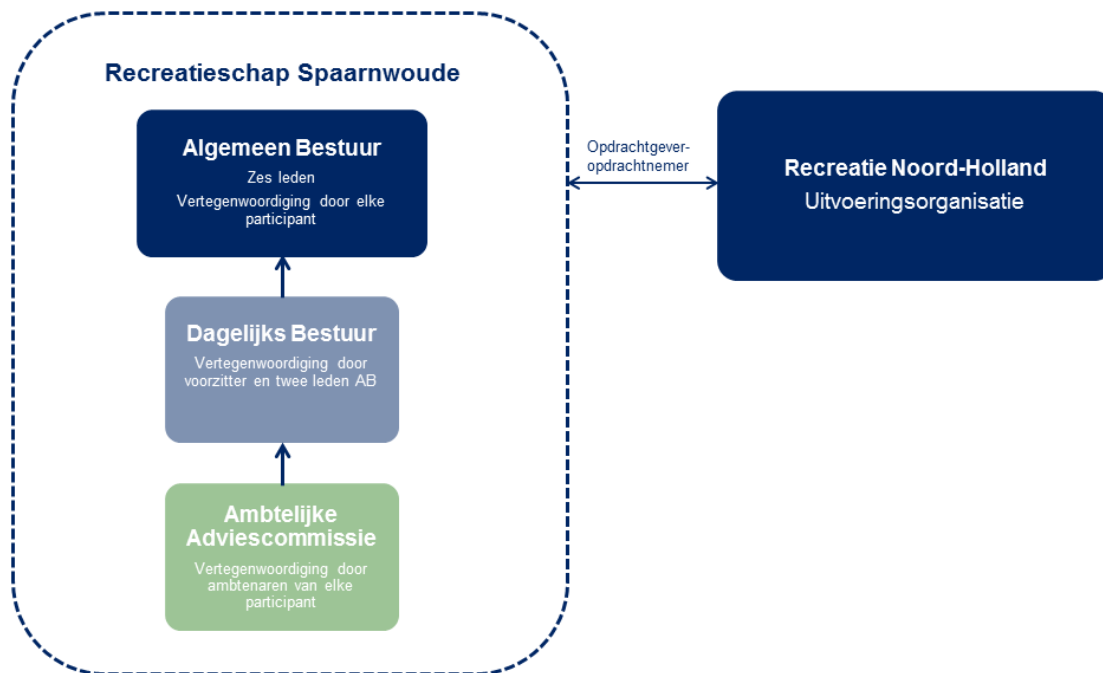 Recreatieschap Spaarnwoude
Algemeen Bestuur
Zes leden
Vertegenwoordiging door elke
participant
Dagelijks Bestuur
Vertegenwoordiging door
voorzitter en twee leden AB
Ambtelijke
Adviescommissie
Vertegenwoordiging door
ambtenaren van elke
participant
Opdrachtgever-
opdrachtnemer
Recreatie Noord-Holland
Uitvoeringsorganisatie